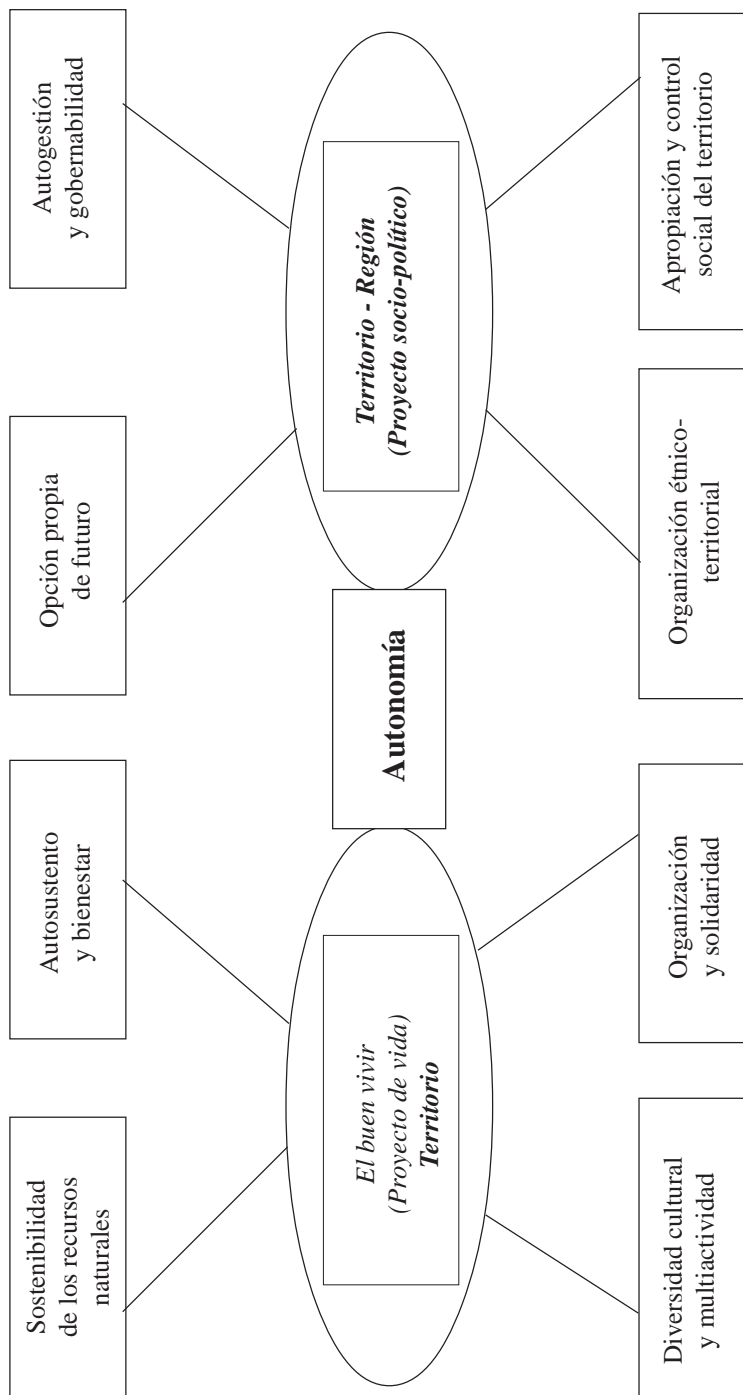 Sostenibilidad
de los recursos
naturales
Autosustento
y bienestar
Opción propia
de futuro
Autogestión
y gobernabilidad
El buen vivir
(Proyecto de vida)
Territorio
Autonomía
Territorio - Región
(Proyecto socio-político)
Diversidad cultural
y multiactividad
Organización
y solidaridad
Organización étnico-
territorial
Apropiación y control
social del territorio